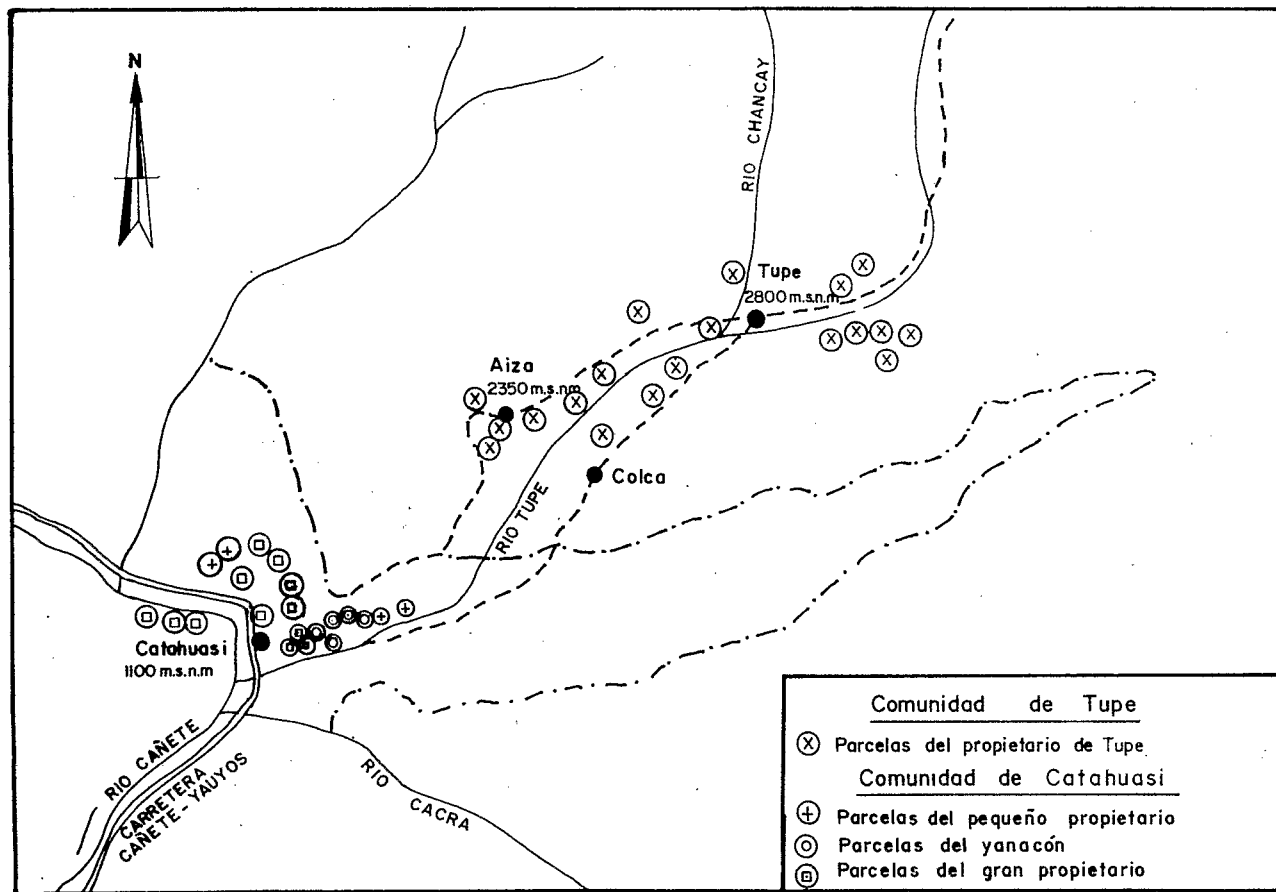 N
RIO CHANCAY
Tupe
2800 m.s.n.m
Aiza
2350 m.s.nm
Colca
RIO TUPE
Catahuasi
1100 m.s.n.m
RIO CAÑETE
CARRETERA
CAÑETE - YAUYOS
RIO CACRA
Comunidad de Tupe
Parcelas del propietario de Tupe
Comunidad de Catahuasi
Parcelas del pequeño propietario
Parcelas del yanacón
Parcelas del gran propietario